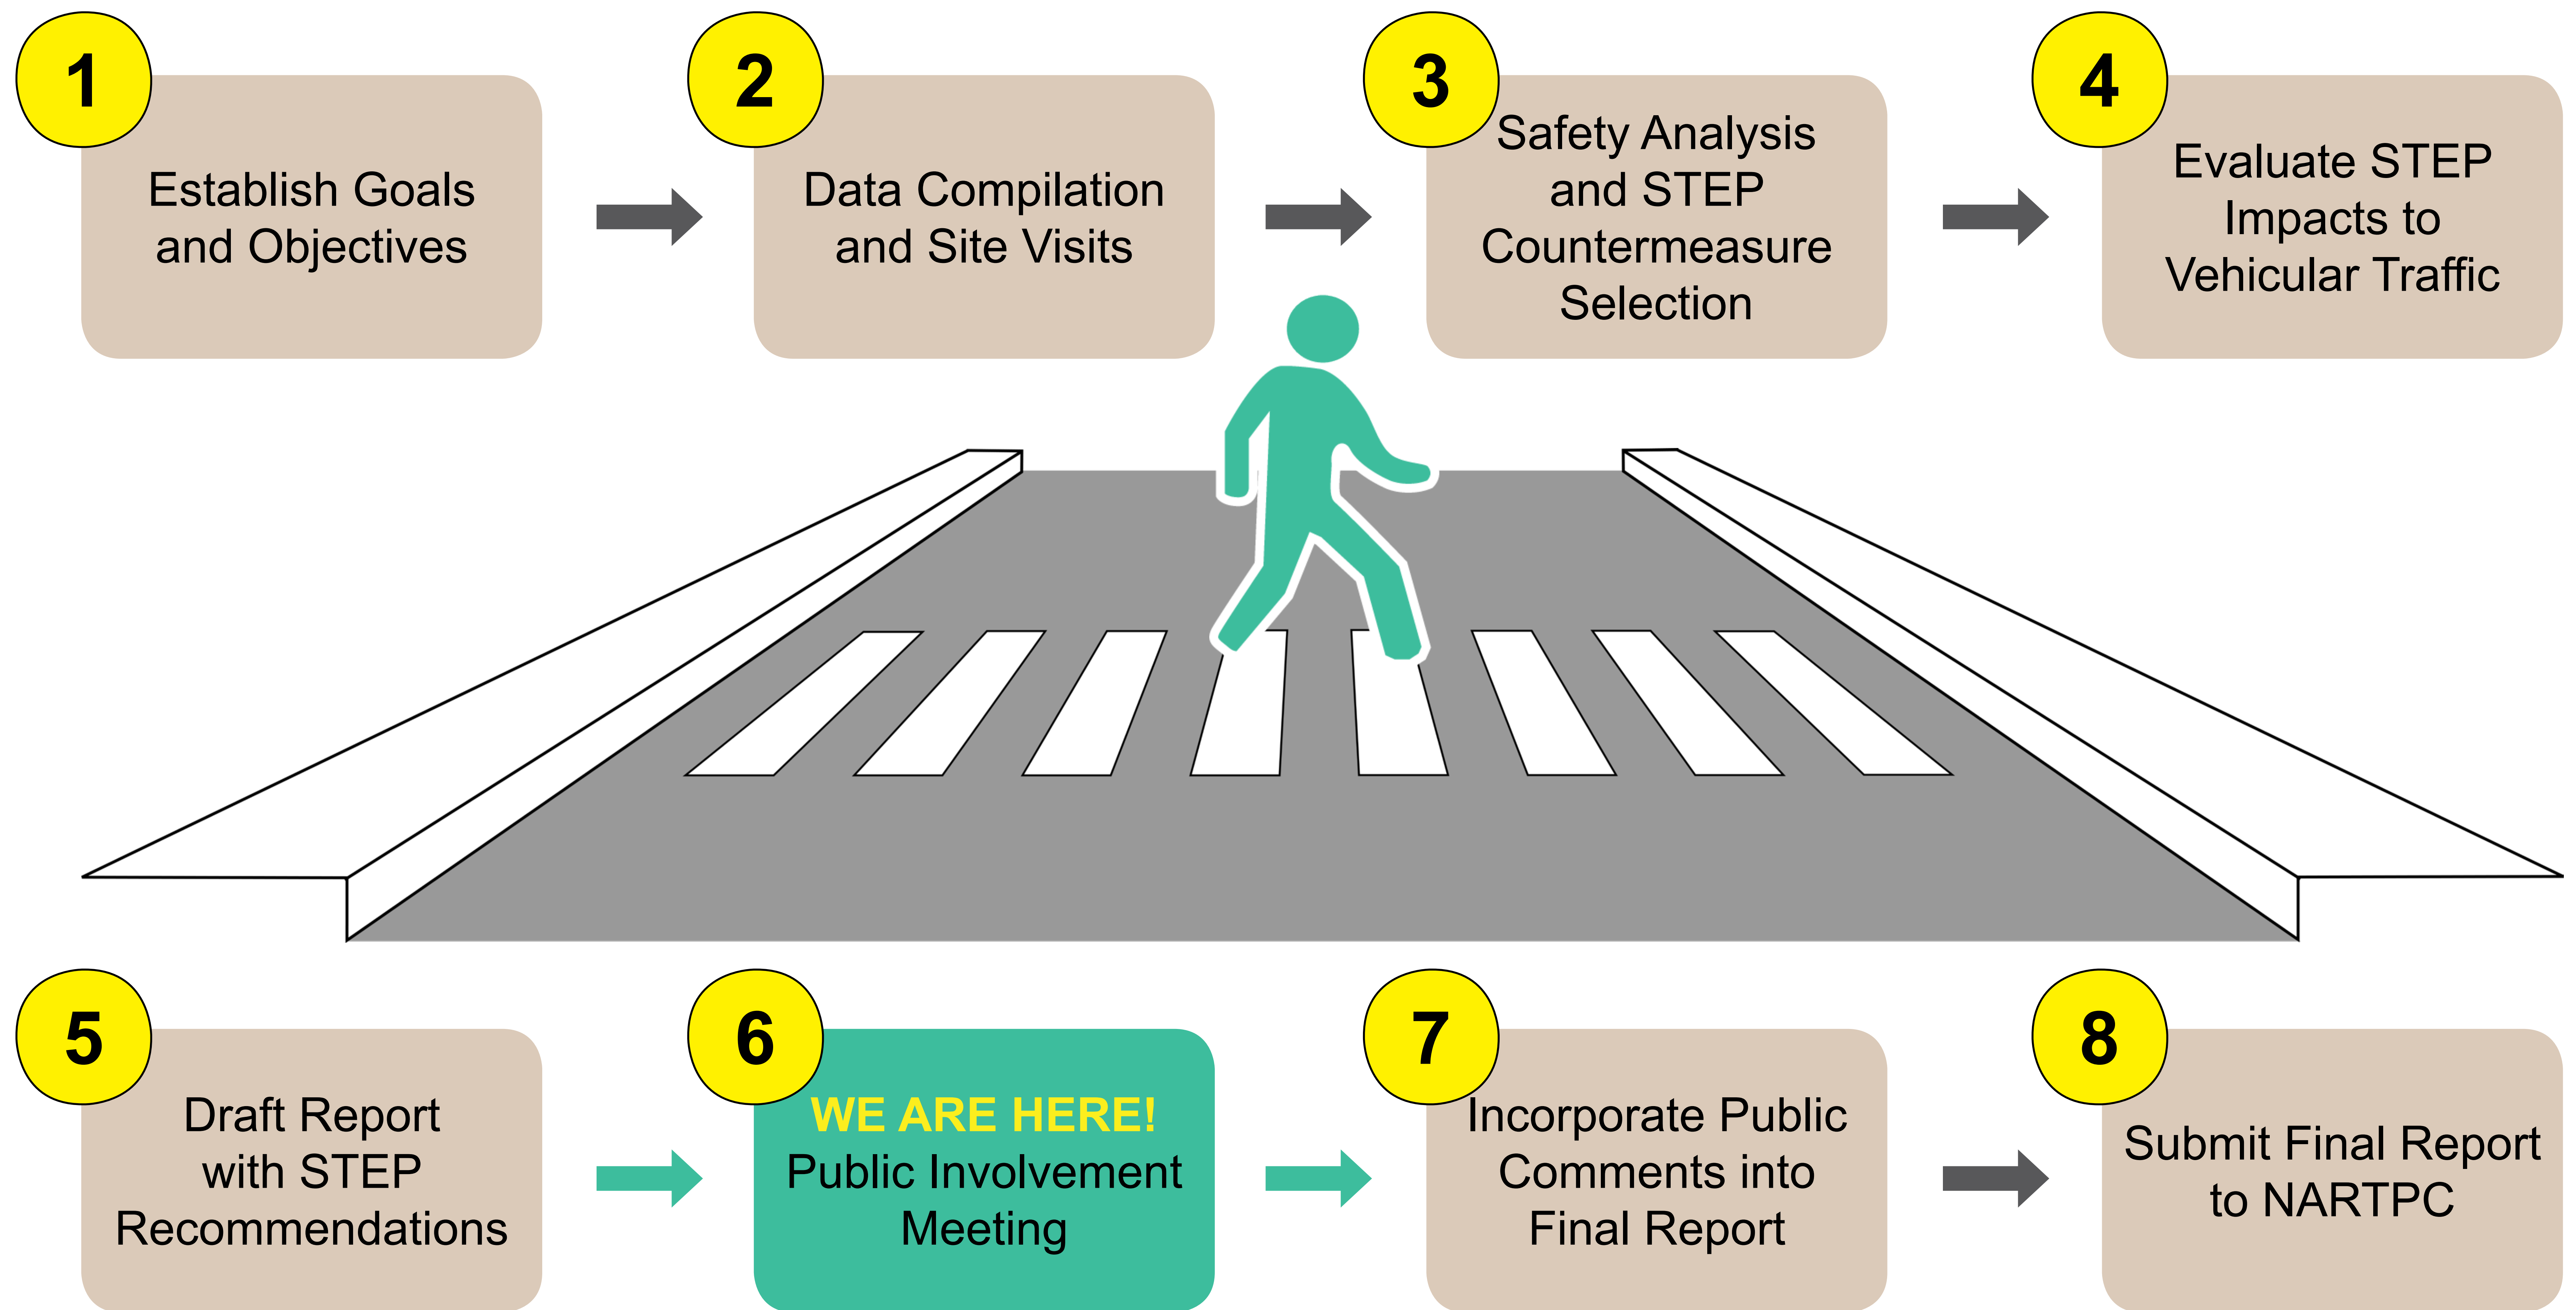 1
Establish Goals
and Objectives
2
Data Compilation
and Site Visits
3
Safety Analysis
and STEP
Countermeasure
Selection
4
Evaluate STEP
Impacts to
Vehicular Traffic
5
Draft Report
with STEP
Recommendations
6
WE ARE HERE!
Public Involvement
Meeting
7
Incorporate Public
Comments into
Final Report
8
Submit Final Report
to NARTPC